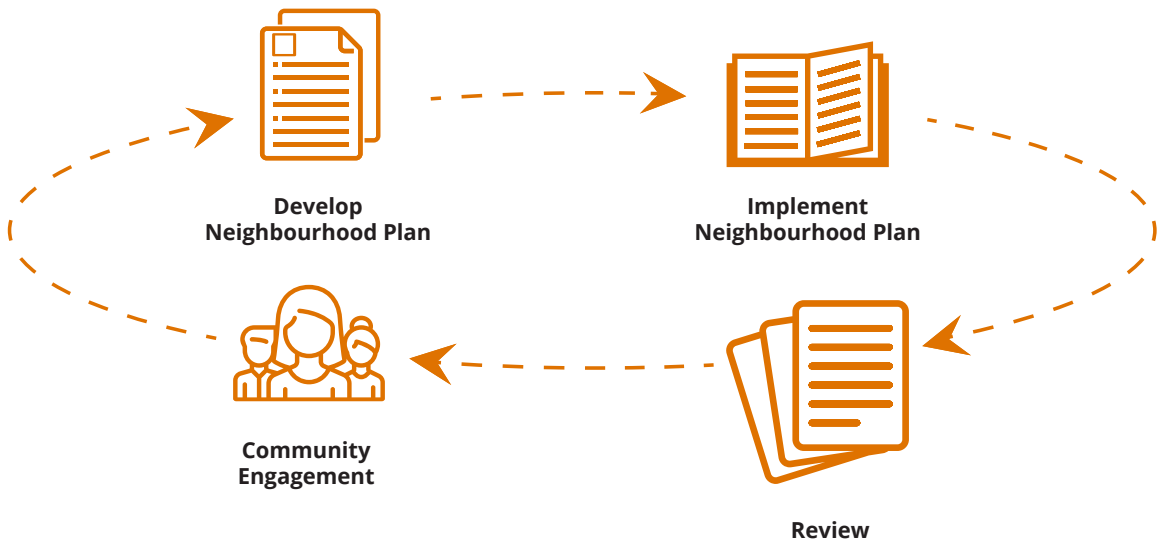 Develop
Neighbourhood Plan
Implement
Neighbourhood Plan
Community
Engagement
Review